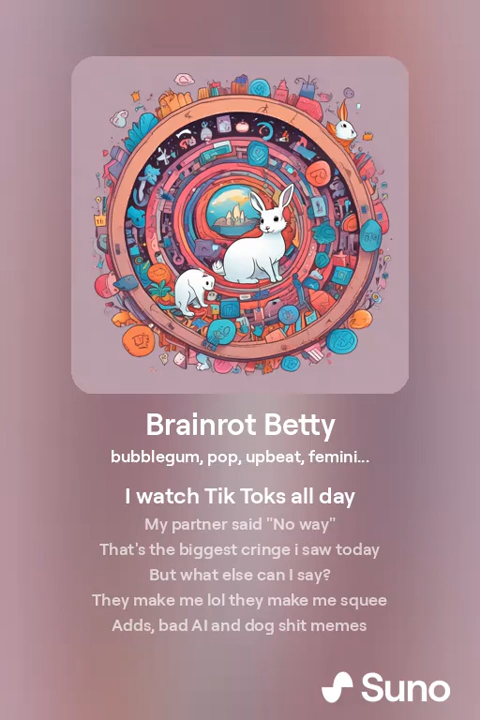 Brainrot Betty
bubblegum, pop, upbeat, femini...
I watch Tik Toks all day
My partner said "No way"
That's the biggest cringe i saw today
But what else can I say?
They make me lol they make me squee
Adds, bad AI and dog shit memes
Suno